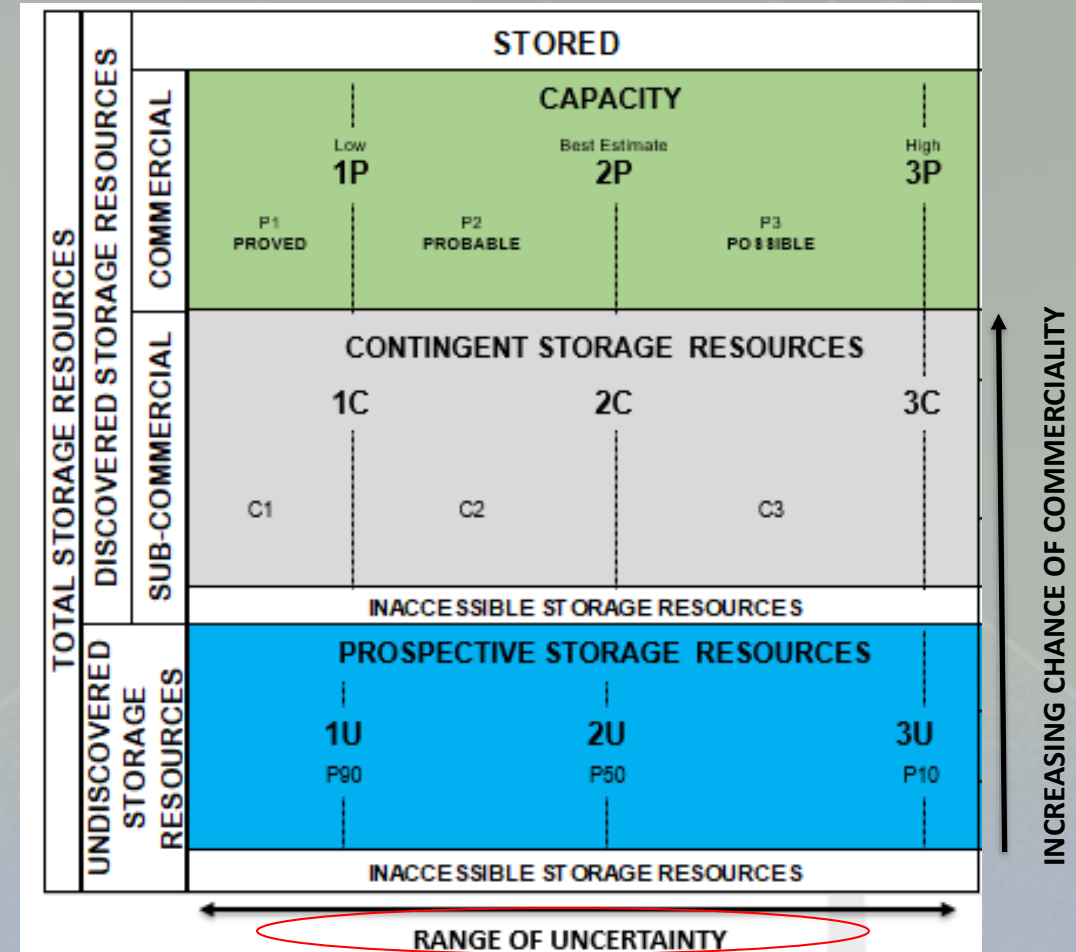 TOTAL STORAGE RESOURCES
DISCOVERED STORAGE RESOURCES
STORED
COMMERCIAL
CAPACITY
Low
1P
Best Estimate
2P
High
3P
P1
PROVED
P2
PROBABLE
P3
POSSIBLE
SUB-COMMERCIAL
CONTINGENT STORAGE RESOURCES
1C
2C
3C
C1
C2
C3
INACCESSIBLE STORAGE RESOURCES
UNDISCOVERED
STORAGE
RESOURCES
PROSPECTIVE STORAGE RESOURCES
1U
2U
3U
P90
P50
P10
INACCESSIBLE STORAGE RESOURCES
RANGE OF UNCERTAINTY
INCREASING CHANCE OF COMMERCIALITY